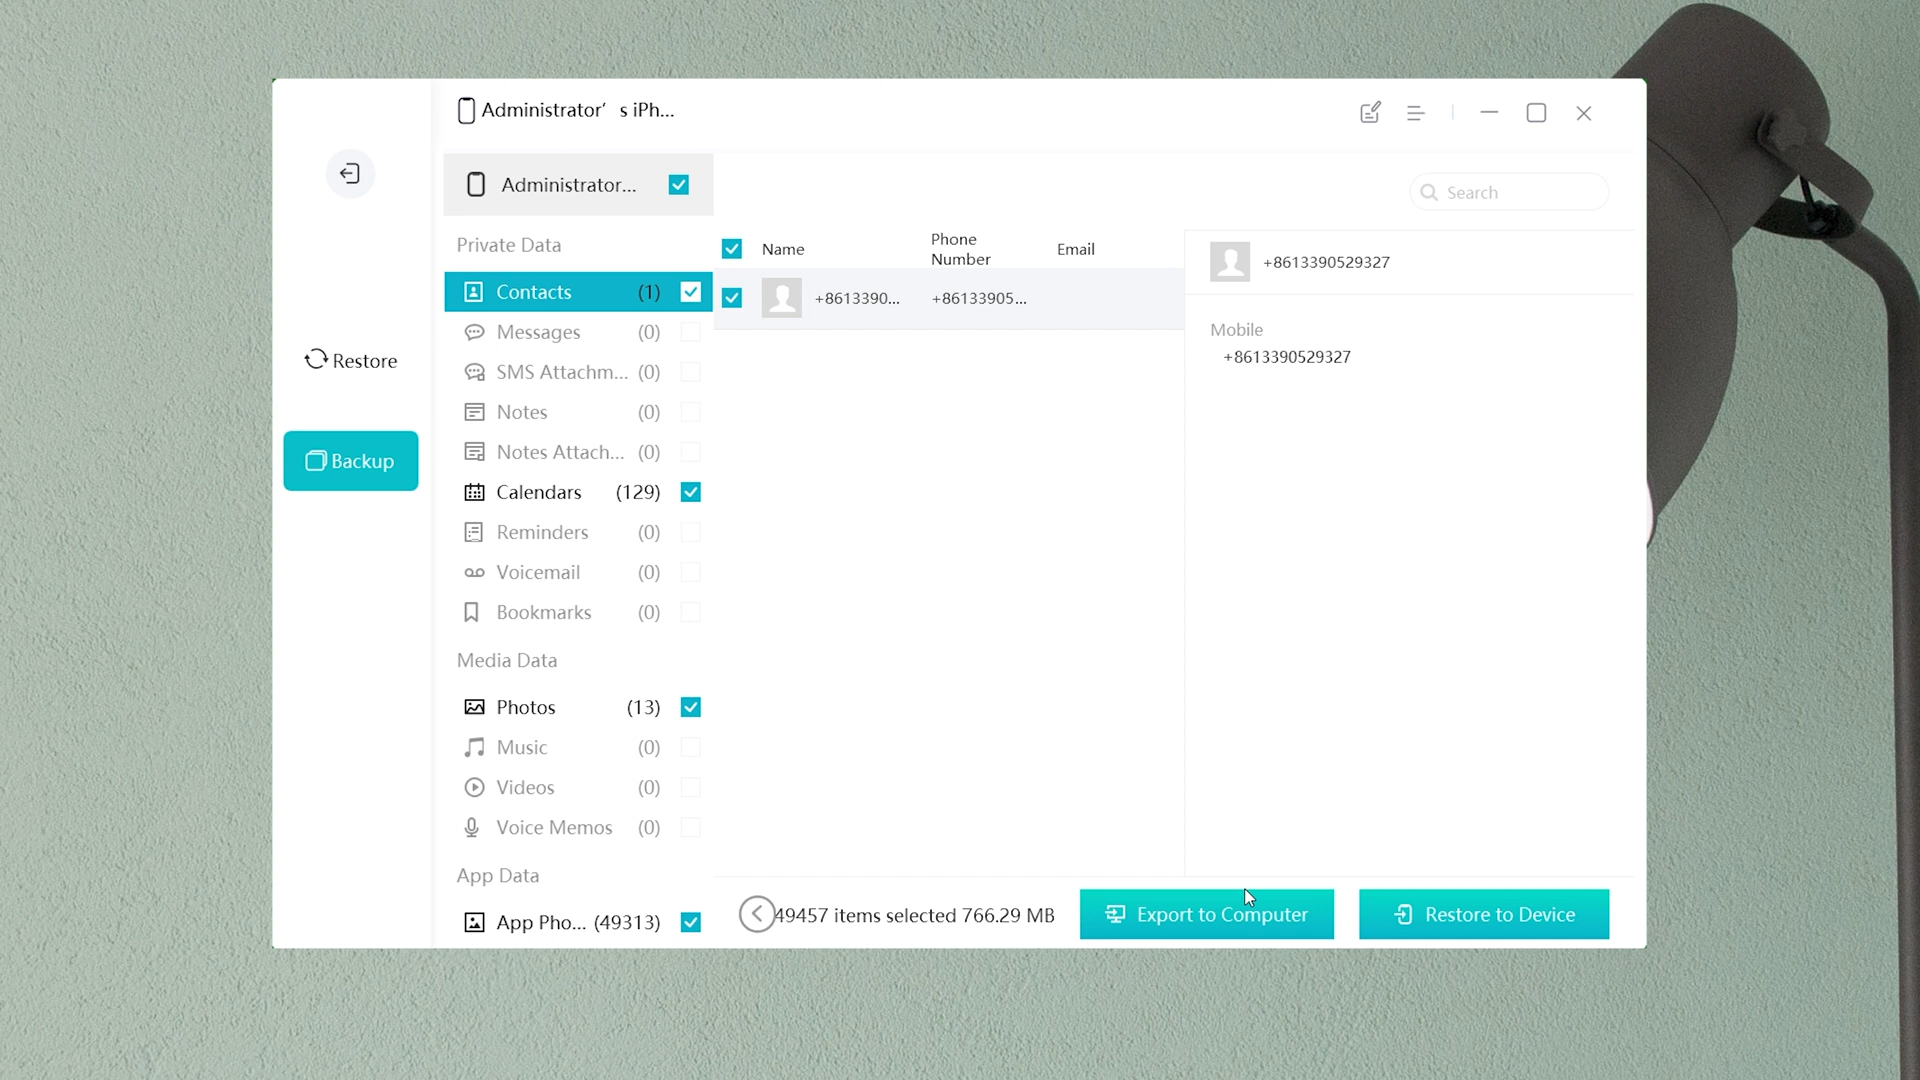 Administrator' s iPh...
Administrator...
Search
Private Data
Name
Phone
Number
Email
+8613390529327
Contacts (1)
+8613390... +86133905...
Messages (0)
Mobile
+8613390529327
Restore
SMS Attachm... (0)
Notes (0)
Notes Attach... (0)
Backup
Calendars (129)
Reminders (0)
Voicemail (0)
Bookmarks (0)
Media Data
Photos (13)
Music (0)
Videos (0)
Voice Memos (0)
App Data
App Pho... (49313)
49457 items selected 766.29 MB
Export to Computer
Restore to Device